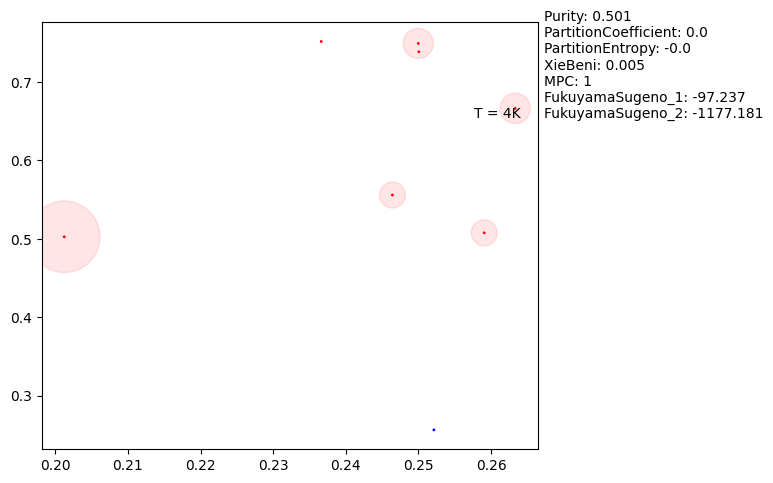 Purity: 0.501
PartitionCoefficient: 0.0
PartitionEntropy: -0.0
XieBeni: 0.005
MPC: 1
FukuyamaSugeno_1: -97.237
FukuyamaSugeno_2: -1177.181
T = 4K
0.7
0.6
0.5
0.4
0.3
0.20 0.21 0.22 0.23 0.24 0.25 0.26